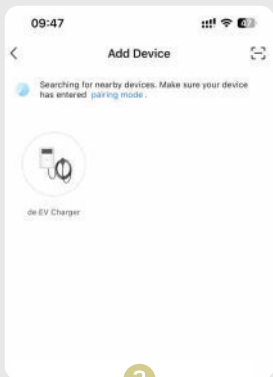 09:47
Add Device
Searching for nearby devices. Make sure your device
has entered pairing mode.
de EV Charger